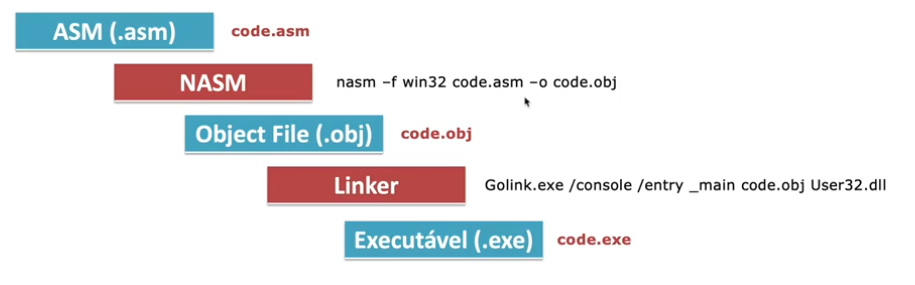 ASM (.asm) code.asm
NASM nasm –f win32 code.asm –o code.obj
Object File (.obj) code.obj
Linker Golink.exe /console /entry _main code.obj User32.dll
Executável (.exe) code.exe